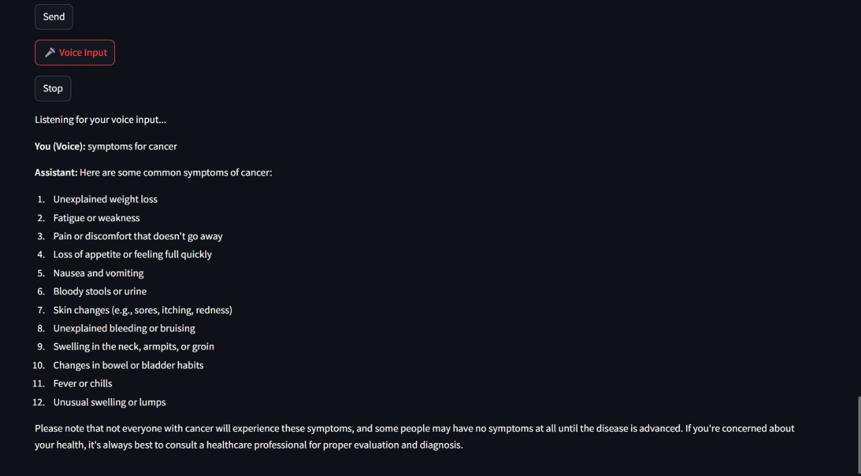 Send
Voice Input
Stop
Listening for your voice input...
You (Voice): symptoms for cancer
Assistant: Here are some common symptoms of cancer:
1. Unexplained weight loss
2. Fatigue or weakness
3. Pain or discomfort that doesn't go away
4. Loss of appetite or feeling full quickly
5. Nausea and vomiting
6. Bloody stools or urine
7. Skin changes (e.g., sores, itching, redness)
8. Unexplained bleeding or bruising
9. Swelling in the neck, armpits, or groin
10. Changes in bowel or bladder habits
11. Fever or chills
12. Unusual swelling or lumps
Please note that not everyone with cancer will experience these symptoms, and some people may have no symptoms at all until the disease is advanced. If you're concerned about
your health, it's always best to consult a healthcare professional for proper evaluation and diagnosis.